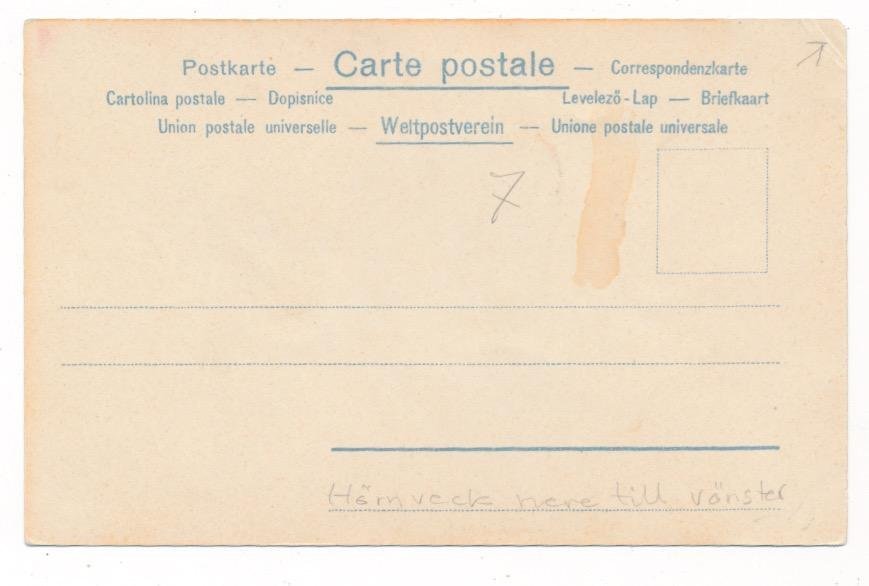 Postkarte — Carte postale — Correspondenzkarte
Cartolina postale — Dopisnice Levelező-Lap — Briefkaart
Union postale universelle — Weltpostverein — Unione postale universale
7
Hörnveck nere till vänster